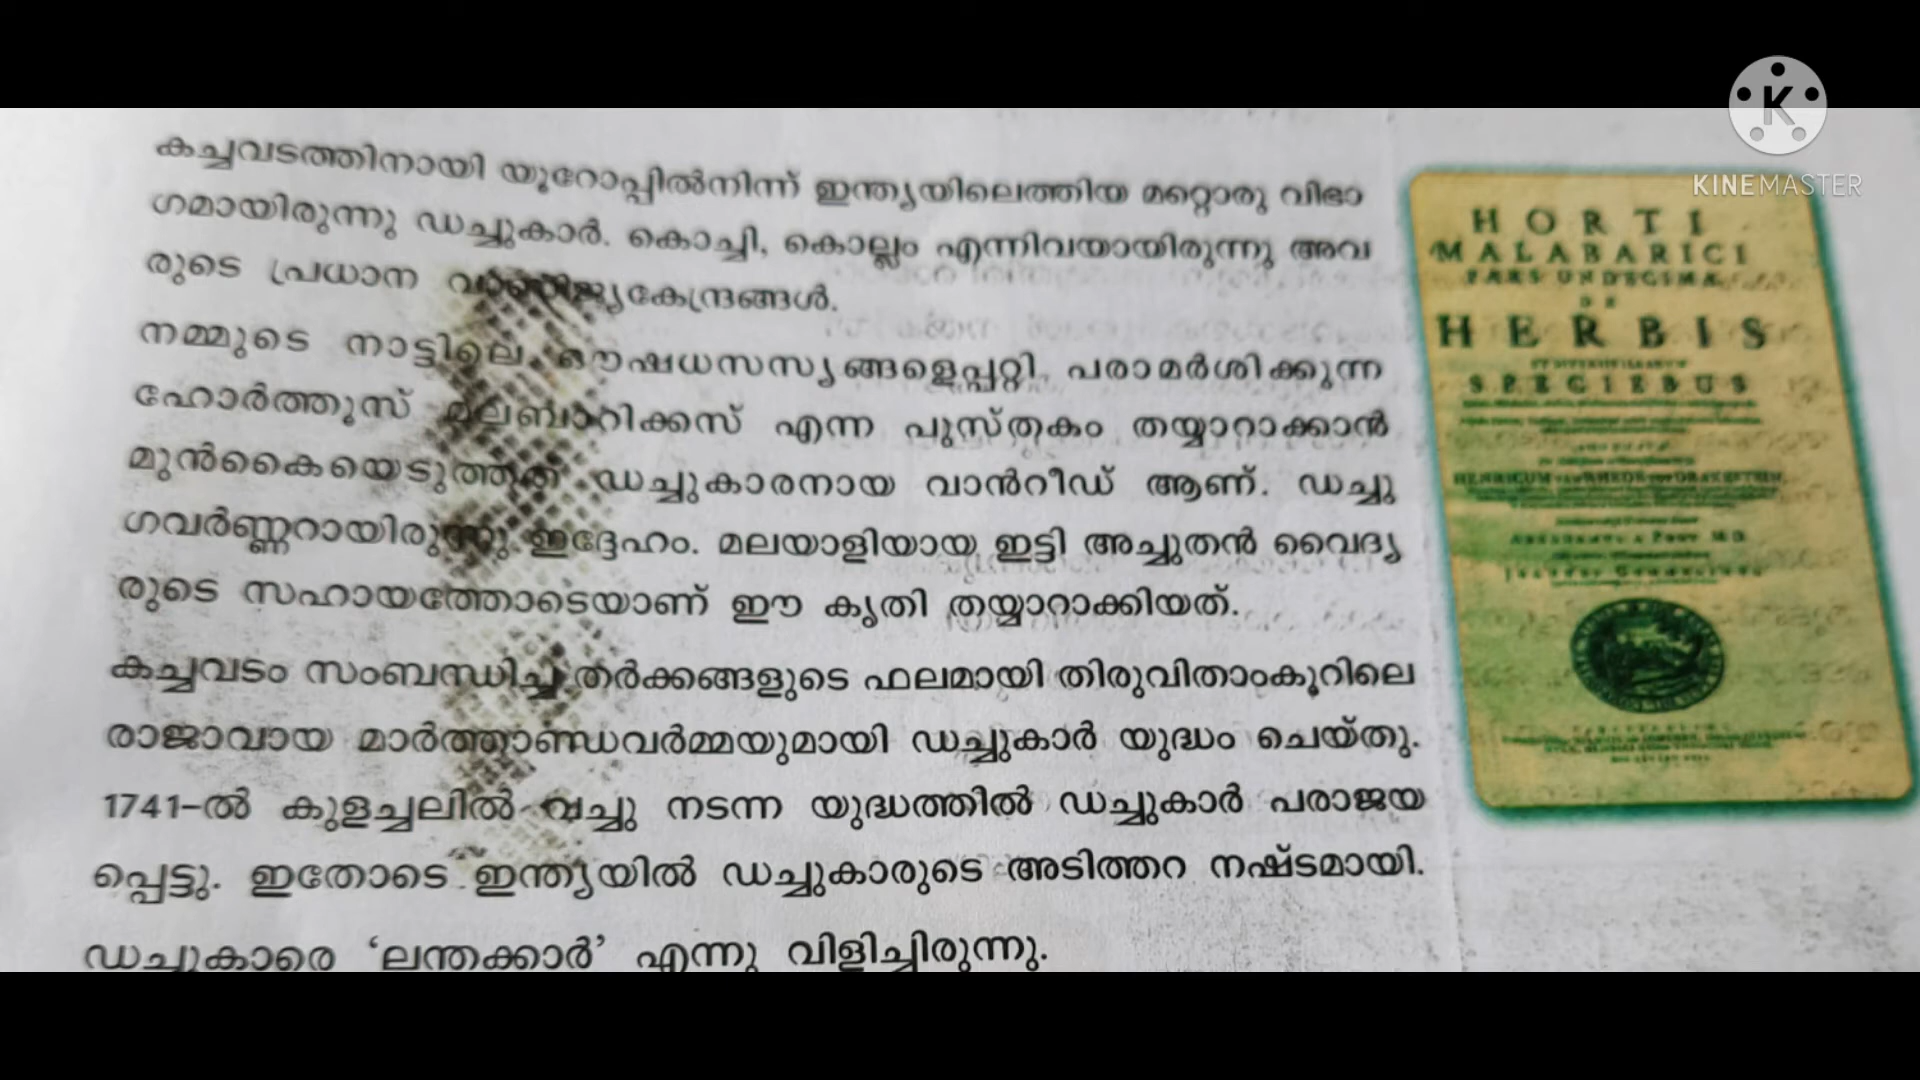 കച്ചവടത്തിനായി യൂറോപ്പിൽനിന്ന് ഇന്ത്യയിലെത്തിയ മറ്റൊരു വിഭാ
ഗമായിരുന്നു ഡച്ചുകാർ. കൊച്ചി, കൊല്ലം എന്നിവയായിരുന്നു അവ
രുടെ പ്രധാന വാണിജ്യകേന്ദ്രങ്ങൾ.
നമ്മുടെ നാട്ടിലെ ഔഷധസസ്യങ്ങളെപ്പറ്റി പരാമർശിക്കുന്ന
ഹോർത്തൂസ് മലബാറിക്കസ് എന്ന പുസ്തകം തയ്യാറാക്കാൻ
മുൻകൈയെടുത്തത് ഡച്ചുകാരനായ വാൻറീഡ് ആണ്. ഡച്ചു
ഗവർണ്ണറായിരുന്നു ഇദ്ദേഹം. മലയാളിയായ ഇട്ടി അച്ചുതൻ വൈദ്യ
രുടെ സഹായത്തോടെയാണ് ഈ കൃതി തയ്യാറാക്കിയത്.
കച്ചവടം സംബന്ധിച്ച തർക്കങ്ങളുടെ ഫലമായി തിരുവിതാംകൂറിലെ
രാജാവായ മാർത്താണ്ഡവർമ്മയുമായി ഡച്ചുകാർ യുദ്ധം ചെയ്തു.
1741-ൽ കുളച്ചലിൽ വച്ചു നടന്ന യുദ്ധത്തിൽ ഡച്ചുകാർ പരാജയ
പ്പെട്ടു. ഇതോടെ ഇന്ത്യയിൽ ഡച്ചുകാരുടെ അടിത്തറ നഷ്ടമായി.
ഡച്ചുകാരെ 'ലന്തക്കാർ' എന്നു വിളിച്ചിരുന്നു.
KINEMASTER
HORTI
MALABARICI
PARS UNDECIMA
DE
HERBIS
SPECIEBUS